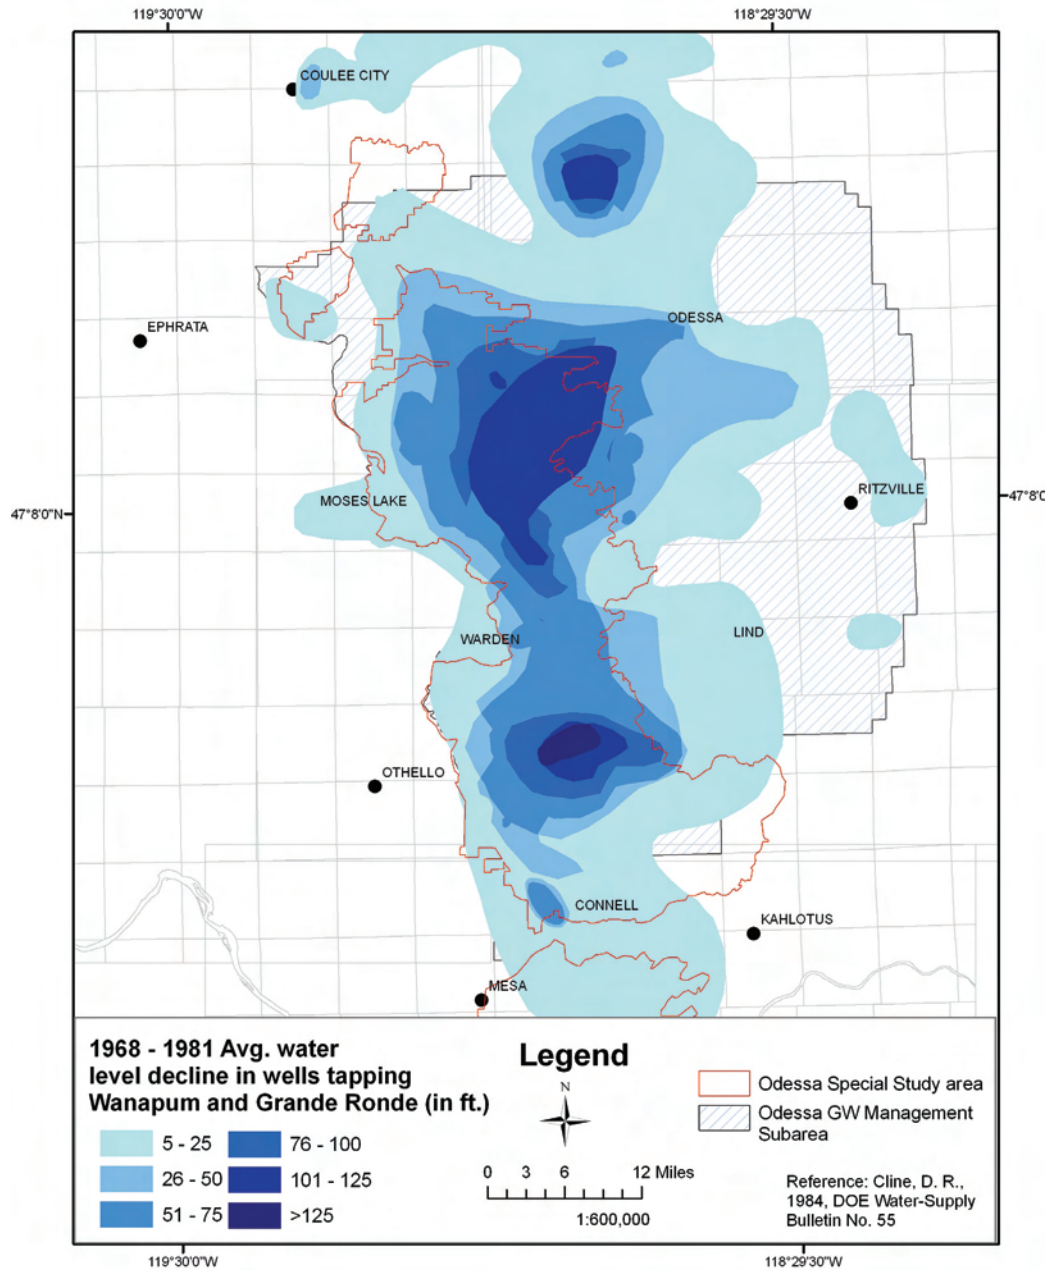 119°30'0"W
118°29'30"W
COULEE CITY
ODESSA
EPHRATA
RITZVILLE
MOSES LAKE
47°8'0"N
47°8'0
WARDEN
LIND
OTHELLO
CONNELL
KAHLOTUS
MESA
1968 - 1981 Avg. water
level decline in wells tapping
Wanapum and Grande Ronde (in ft.)
5 - 25
76 - 100
26 - 50
101 - 125
51 - 75
>125
Legend
N
0 3 6 12 Miles
1:600,000
Odessa Special Study area
Odessa GW Management
Subarea
Reference: Cline, D. R.,
1984, DOE Water-Supply
Bulletin No. 55
119°30'0"W
118°29'30"W